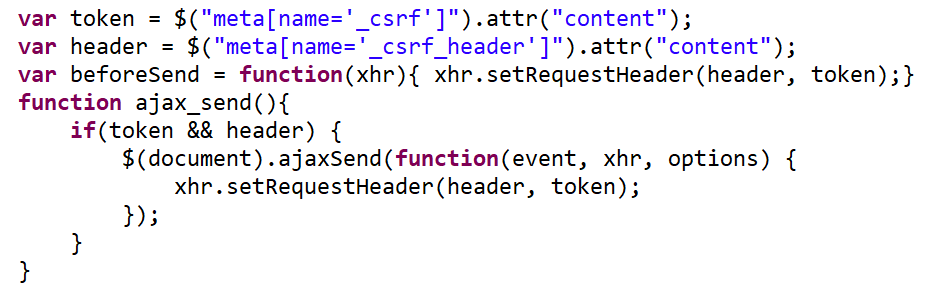 var token = $("meta[name='_csrf']").attr("content");
var header = $("meta[name='_csrf_header']").attr("content");
var beforeSend = function(xhr){ xhr.setRequestHeader(header, token);}
function ajax_send(){
    if(token && header) {
        $(document).ajaxSend(function(event, xhr, options) {
            xhr.setRequestHeader(header, token);
        });
    }
}